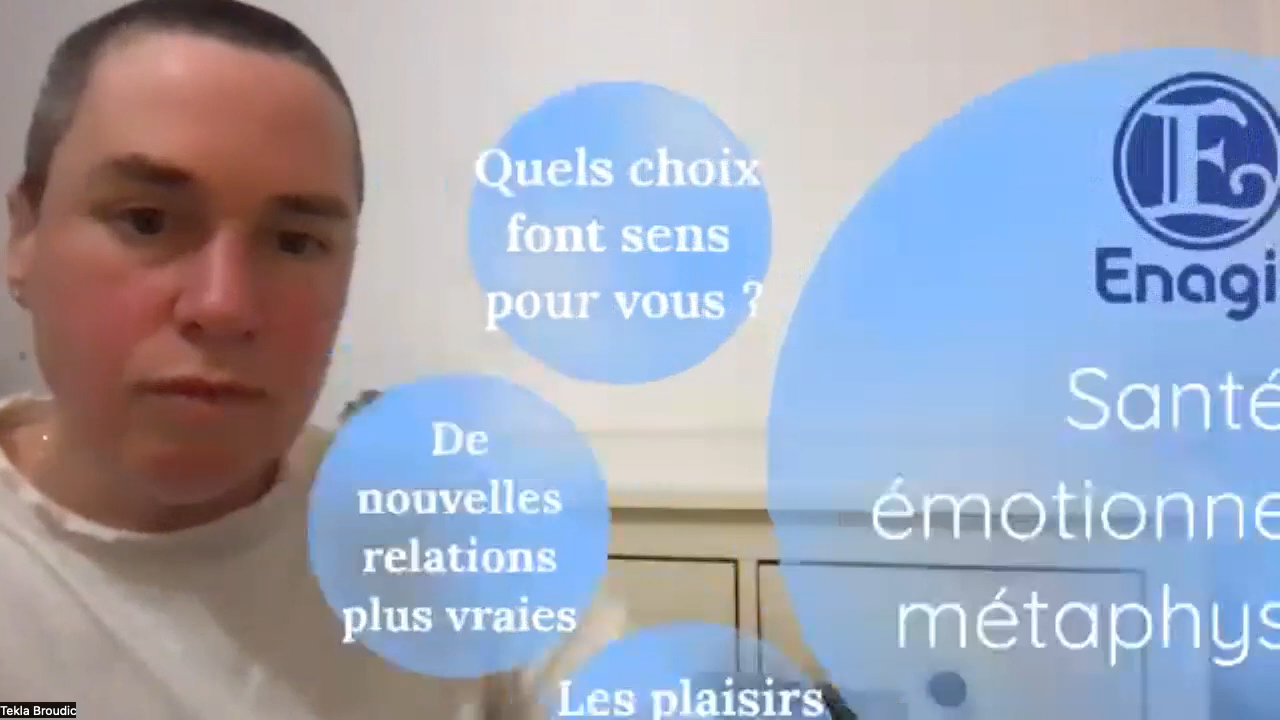 Quels choix
font sens
pour vous ?
De
nouvelles
relations
plus vraies
Les plaisirs
E
Enagi
Santé
émotionne
métaphys
Tekla Broudic